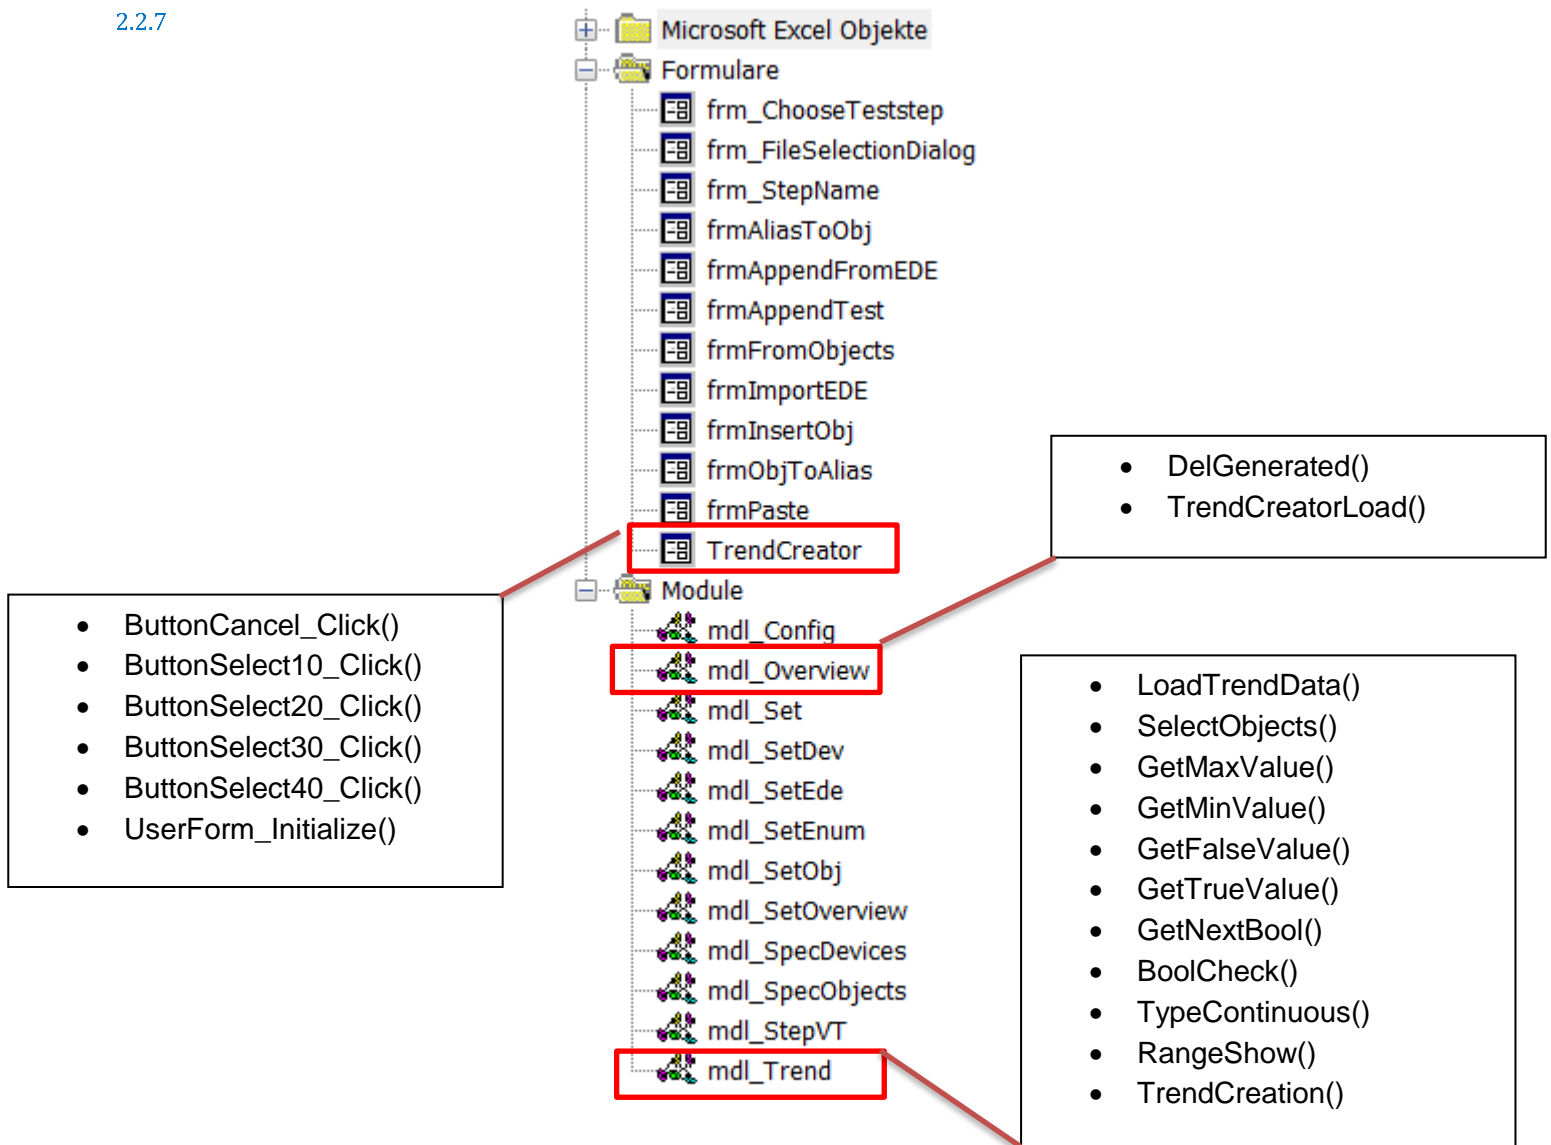 2.2.7
Microsoft Excel Objekte
Formulare
frm_ChooseTeststep
frm_FileSelectionDialog
frm_StepName
frmAliasToObj
frmAppendFromEDE
frmAppendTest
frmFromObjects
frmImportEDE
frmInsertObj
frmObjToAlias
frmPaste
TrendCreator
Module
mdl_Config
mdl_Overview
mdl_Set
mdl_SetDev
mdl_SetEde
mdl_SetEnum
mdl_SetObj
mdl_SetOverview
mdl_SpecDevices
mdl_SpecObjects
mdl_StepVT
mdl_Trend
• ButtonCancel_Click()
• ButtonSelect10_Click()
• ButtonSelect20_Click()
• ButtonSelect30_Click()
• ButtonSelect40_Click()
• UserForm_Initialize()
• DelGenerated()
• TrendCreatorLoad()
• LoadTrendData()
• SelectObjects()
• GetMaxValue()
• GetMinValue()
• GetFalseValue()
• GetTrueValue()
• GetNextBool()
• BoolCheck()
• TypeContinuous()
• RangeShow()
• TrendCreation()